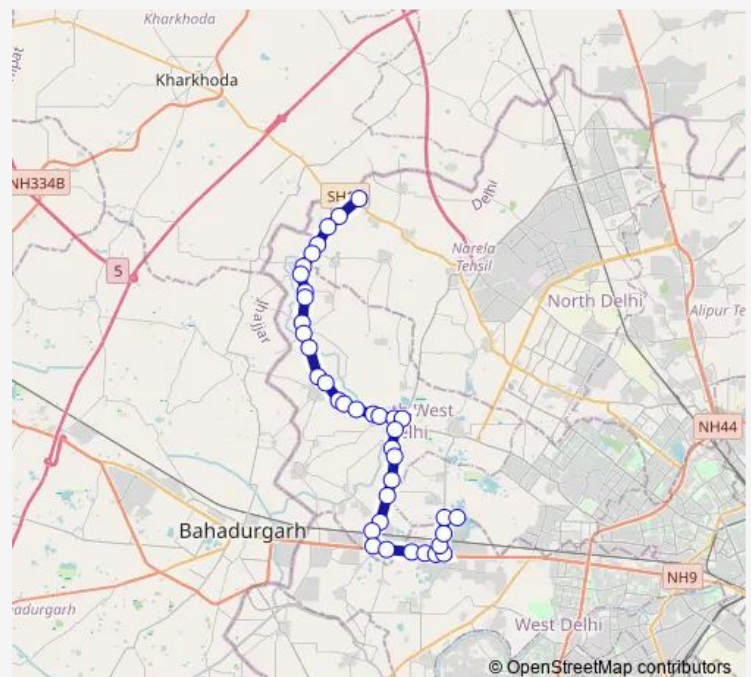 Kharkhoda
Kharkhoda
NH334B
SH
Delhi
Narela
Tehsil
5
North Delhi
Alipur Te
Jhajjar
West
NH44
Bahadurgarh
NH9
adurgarh
West Delhi
© OpenStreetMap contributors